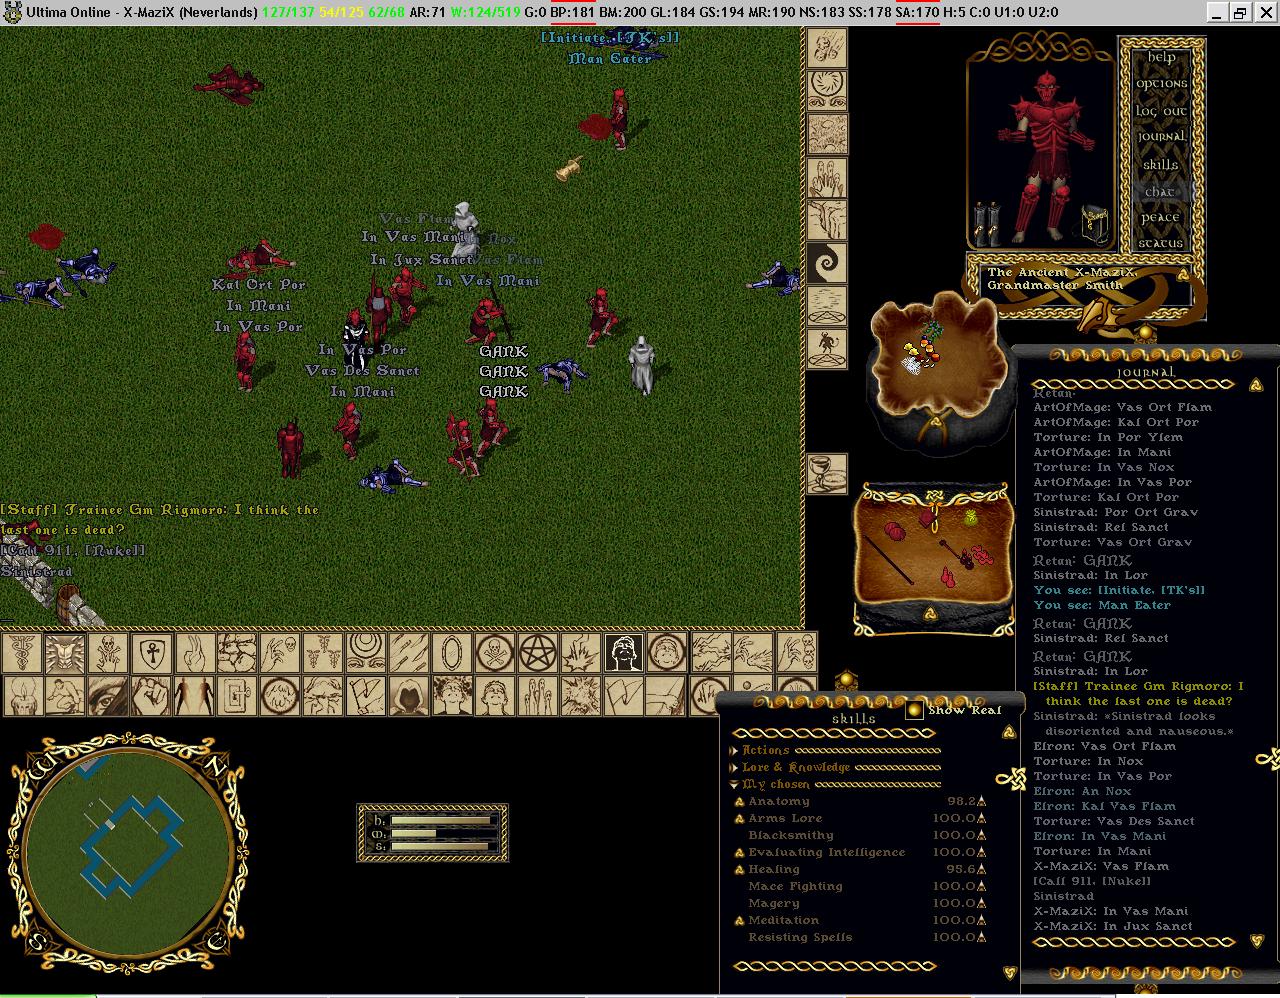 Ultima Online - X-MaziX (Neverlands) 127/137 54/125 62/68 AR:71 W:124/519 G:0 BP:181 BM:200 GL:184 GS:194 MR:190 NS:183 SS:178 SA:170 H:5 C:0 U1:0 U2:0
[Initiate, [TK's]]
Man Eater
Vas Flam
In Vas Mani
In Jux Sanct
Nox
Vas Flam
In Vas Mani
Kal Ort Por
In Mani
In Vas Por
In Vas Por
Vas Des Sanct
In Mani
GANK
GANK
GANK
[Staff] Trainee Gm Rigmoro: I think the
last one is dead?
[Call 911, [Nuke]]
Sinistrad
help
options
log out
journal
skills
chat
peace
status
The Ancient X-MaziX,
Grandmaster Smith
journal
Retan:
ArtOfMage: Vas Ort Flam
ArtOfMage: Kal Ort Por
Torture: In Por Ylem
ArtOfMage: In Mani
Torture: In Vas Nox
ArtOfMage: In Vas Por
Torture: Kal Ort Por
Sinistrad: Por Ort Grav
Sinistrad: Rel Sanct
Torture: Vas Ort Grav
Retan: GANK
Sinistrad: In Lor
You see: [Initiate, [TK's]]
You see: Man Eater
Retan: GANK
Sinistrad: Rel Sanct
Retan: GANK
Sinistrad: In Lor
[Staff] Trainee Gm Rigmoro: I
think the last one is dead?
Sinistrad: *Sinistrad looks
disoriented and nauseous.*
Elron: Vas Ort Flam
Torture: In Nox
Torture: In Vas Por
Elron: An Nox
Elron: Kal Vas Flam
Torture: Vas Des Sanct
Elron: In Vas Mani
Torture: In Mani
X-MaziX: Vas Flam
[Call 911, [Nuke]]
Sinistrad
X-MaziX: In Vas Mani
X-MaziX: In Jux Sanct
skills
Show Real
Actions
Lore & Knowledge
My chosen
Anatomy 98.2
Arms Lore 100.0
Blacksmithy 100.0
Evaluating Intelligence 100.0
Healing 95.6
Mace Fighting 100.0
Magery 100.0
Meditation 100.0
Resisting Spells 100.0
W
N
S
E
h:
m:
s: